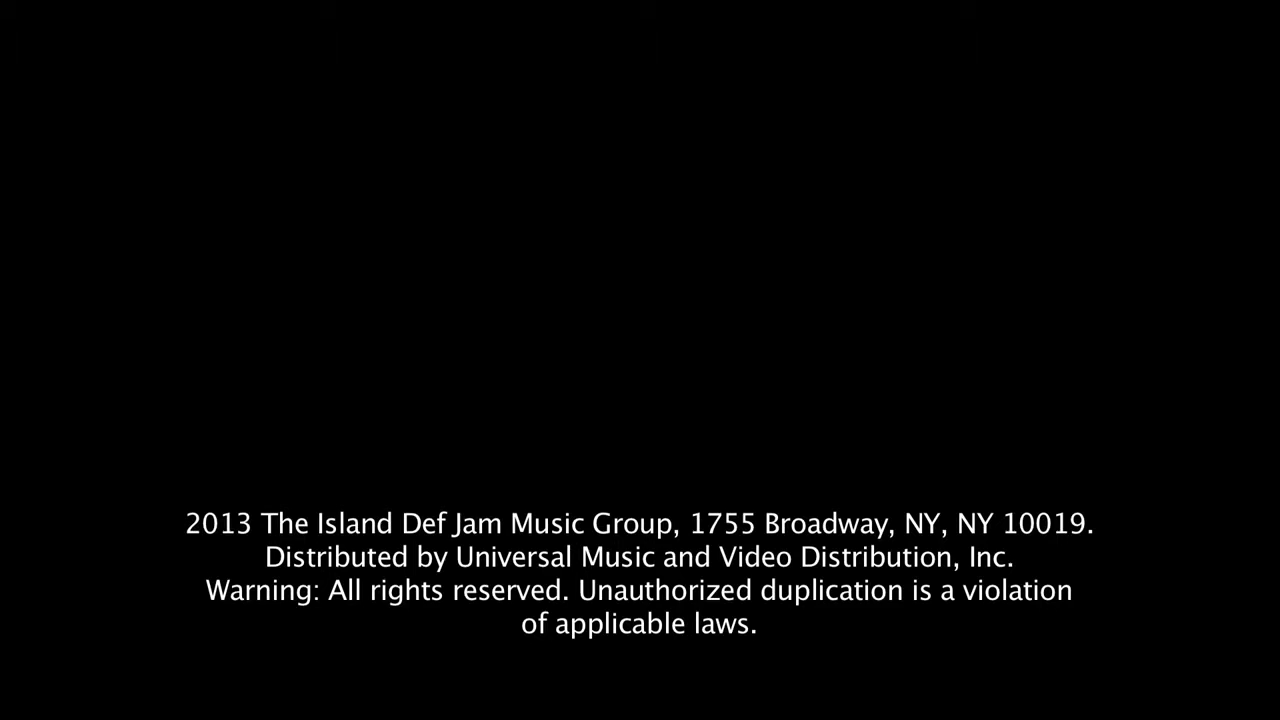 2013 The Island Def Jam Music Group, 1755 Broadway, NY, NY 10019.
Distributed by Universal Music and Video Distribution, Inc.
Warning: All rights reserved. Unauthorized duplication is a violation
of applicable laws.